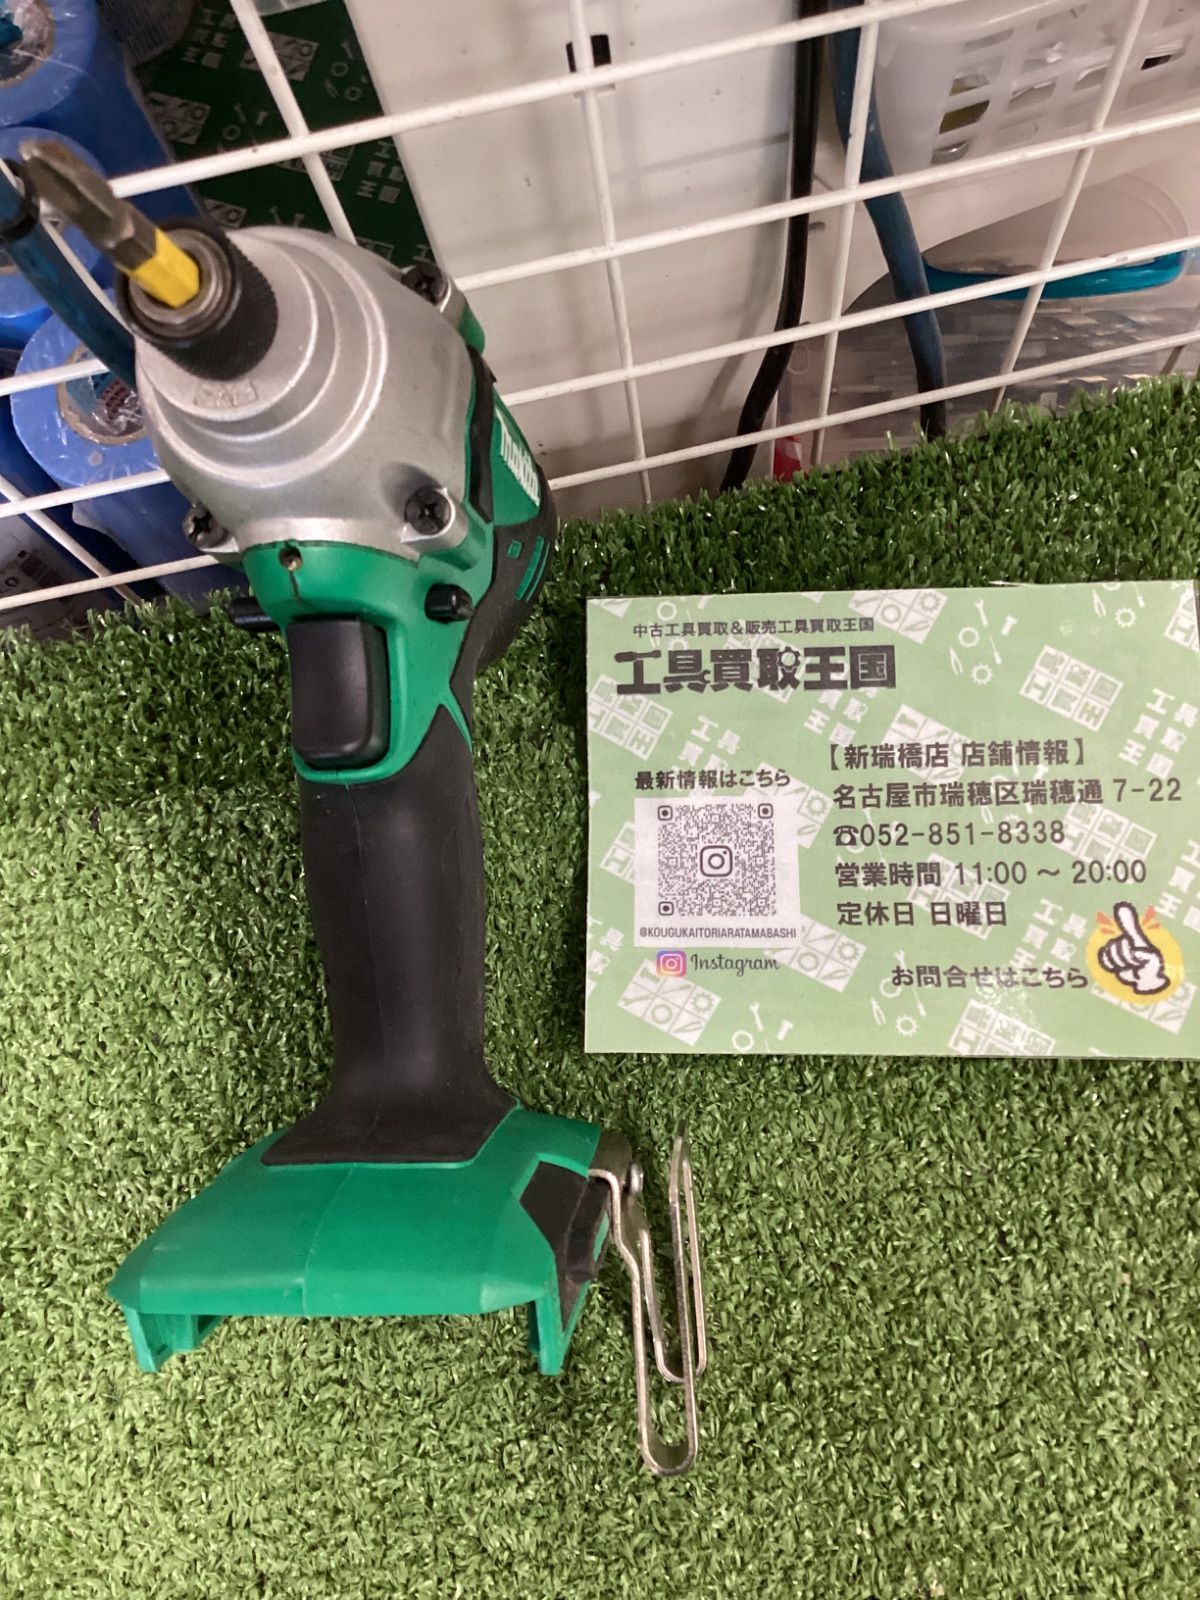 makita
中古工具買取&販売工具買取王国
工具買取王国
【新瑞橋店 店舗情報】
最新情報はこちら
名古屋市瑞穂区瑞穂通 7-22
☎052-851-8338
営業時間 11:00 ～ 20:00
定休日 日曜日
@KOUGUKAITORIARATAMABASHI
Instagram
お問合せはこちら